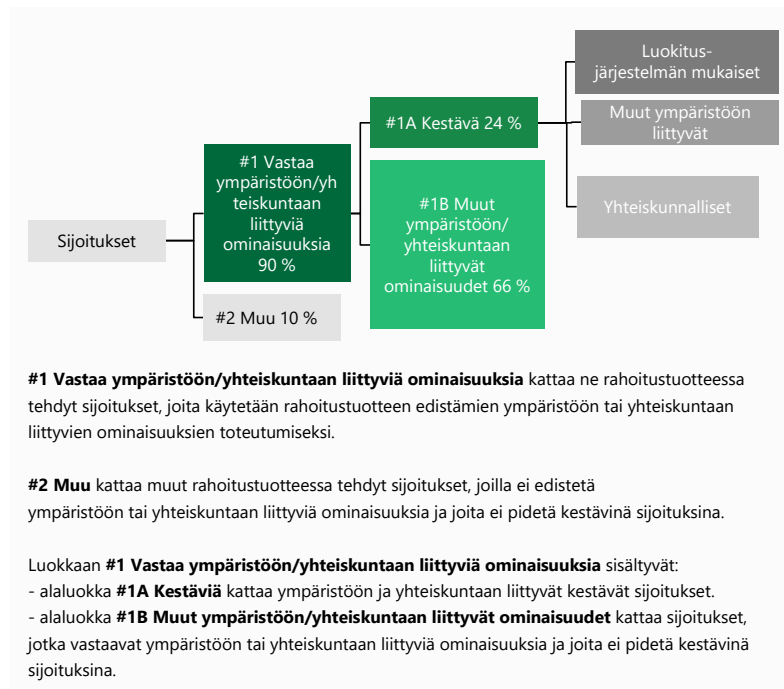 Sijoitukset
#1 Vastaa
ympäristöön/yh
teiskuntaan
liittyviä
ominaisuuksia
90 %
#2 Muu 10 %
#1A Kestävä 24 %
#1B Muut
ympäristöön/
yhteiskuntaan
liittyvät
ominaisuudet 66 %
Luokitus-
järjestelmän mukaiset
Muut ympäristöön
liittyvät
Yhteiskunnalliset
#1 Vastaa ympäristöön/yhteiskuntaan liittyviä ominaisuuksia kattaa ne rahoitustuotteessa
tehdyt sijoitukset, joita käytetään rahoitustuotteen edistämien ympäristöön tai yhteiskuntaan
liittyvien ominaisuuksien toteutumiseksi.
#2 Muu kattaa muut rahoitustuotteessa tehdyt sijoitukset, joilla ei edistetä
ympäristöön tai yhteiskuntaan liittyviä ominaisuuksia ja joita ei pidetä kestävinä sijoituksina.
Luokkaan #1 Vastaa ympäristöön/yhteiskuntaan liittyviä ominaisuuksia sisältyvät:
- alaluokka #1A Kestäviä kattaa ympäristöön ja yhteiskuntaan liittyvät kestävät sijoitukset.
- alaluokka #1B Muut ympäristöön/yhteiskuntaan liittyvät ominaisuudet kattaa sijoitukset,
jotka vastaavat ympäristöön tai yhteiskuntaan liittyviä ominaisuuksia ja joita ei pidetä kestävinä
sijoituksina.